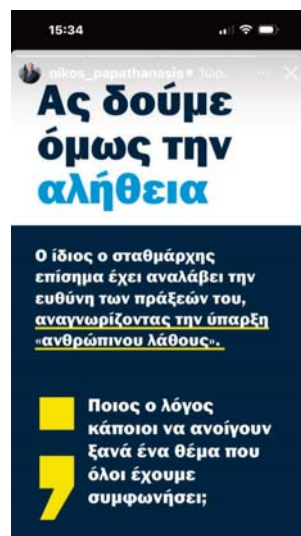 15:34
nikos_papathanasis 1ώρ.
Ας δούμε
όμως την
αλήθεια
Ο ίδιος ο σταθμάρχης
επίσημα έχει αναλάβει την
ευθύνη των πράξεών του,
αναγνωρίζοντας την ύπαρξη
«ανθρώπινου λάθους».
Ποιος ο λόγος
κάποιοι να ανοίγουν
ξανά ένα θέμα που
όλοι έχουμε
συμφωνήσει;